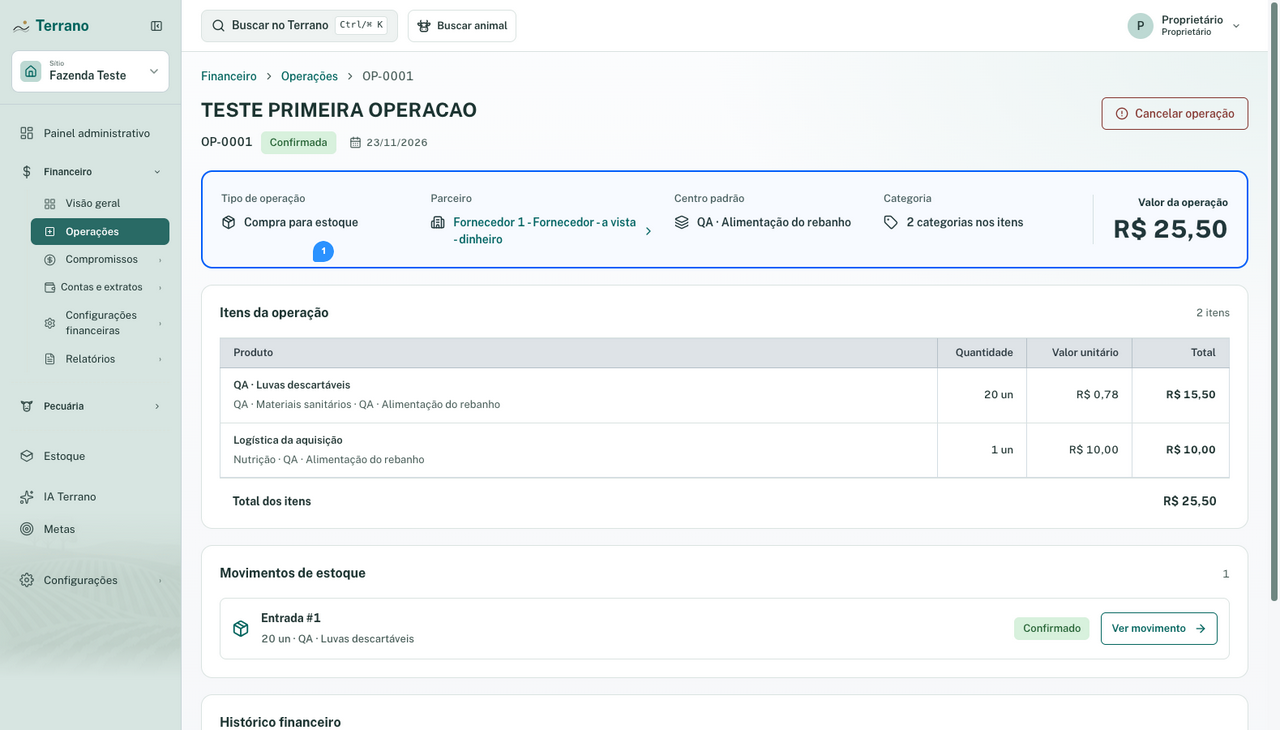 Terrano
Sítio
Fazenda Teste
Painel administrativo
Financeiro
Visão geral
Operações
Compromissos
Contas e extratos
Configurações
financeiras
Relatórios
Pecuária
Estoque
IA Terrano
Metas
Configurações
Buscar no Terrano Ctrl/⌘ K
Buscar animal
P
Proprietário
Proprietário
Financeiro > Operações > OP-0001
TESTE PRIMEIRA OPERACAO
Cancelar operação
OP-0001 Confirmada 23/11/2026
Tipo de operação
Compra para estoque
1
Parceiro
Fornecedor 1 - Fornecedor - a vista
- dinheiro
Centro padrão
QA · Alimentação do rebanho
Categoria
2 categorias nos itens
Valor da operação
R$ 25,50
Itens da operação 2 itens
Produto Quantidade Valor unitário Total
QA · Luvas descartáveis
QA · Materiais sanitários · QA · Alimentação do rebanho
20 un R$ 0,78 R$ 15,50
Logística da aquisição
Nutrição · QA · Alimentação do rebanho
1 un R$ 10,00 R$ 10,00
Total dos itens R$ 25,50
Movimentos de estoque 1
Entrada #1
20 un · QA · Luvas descartáveis
Confirmado
Ver movimento
Histórico financeiro